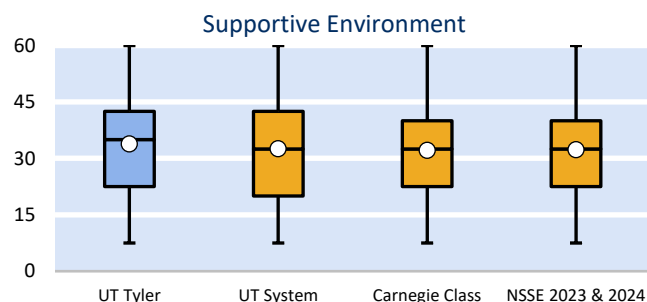 Supportive Environment
60
45
30
15
0
UT Tyler UT System Carnegie Class NSSE 2023 & 2024